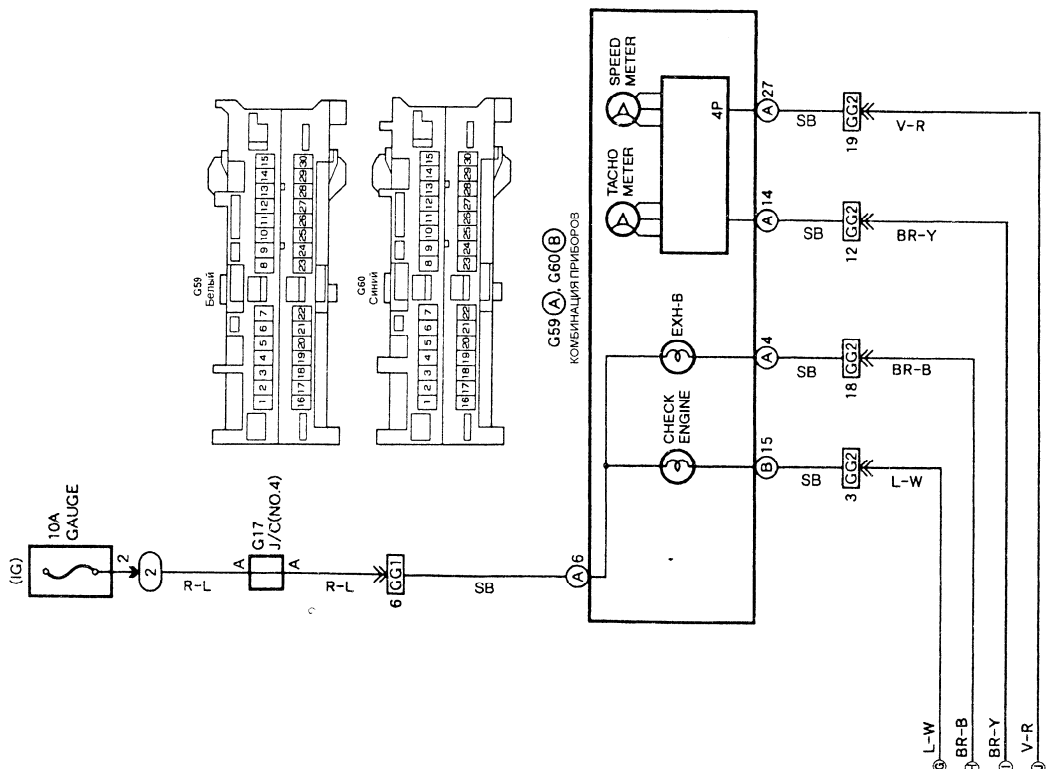 (IG)
10A
GAUGE
2
2
R-L
A
G17
J/C(NO.4)
A
R-L
6 GG1
SB
A 6
G59
Белый
1 2 3 4 5 6 7
8 9 10 11 12 13 14 15
16 17 18 19 20 21 22
23 24 25 26 27 28 29 30
G60
Синий
1 2 3 4 5 6 7
8 9 10 11 12 13 14 15
16 17 18 19 20 21 22
23 24 25 26 27 28 29 30
G59 A, G60 B
КОМБИНАЦИЯ ПРИБОРОВ
CHECK
ENGINE
EXH-B
TACHO
METER
SPEED
METER
4P
B 15
A 4
A 14
A 27
SB
SB
SB
SB
3 GG2
18 GG2
12 GG2
19 GG2
L-W
BR-B
BR-Y
V-R
L-W
BR-B
BR-Y
V-R
G